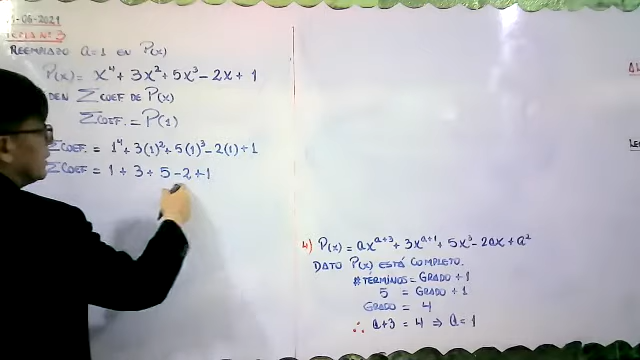 -06-2021
REEMPLAZO a=1 EN P(x)
P(x) = x⁴ + 3x² + 5x³ - 2x + 1
DEN ∑COEF. DE P(x)
∑COEF. = P(1)
∑COEF = 1⁴ + 3(1)² + 5(1)³ - 2(1) + 1
∑COEF = 1 + 3 + 5 - 2 + 1
4) P(x) = ax^(a+3) + 3x^(a+1) + 5x³ - 2ax + a²
DATO P(x) ESTÁ COMPLETO.
#TÉRMINOS = GRADO + 1
5 = GRADO + 1
GRADO = 4
∴ a+3 = 4 ⇒ a = 1